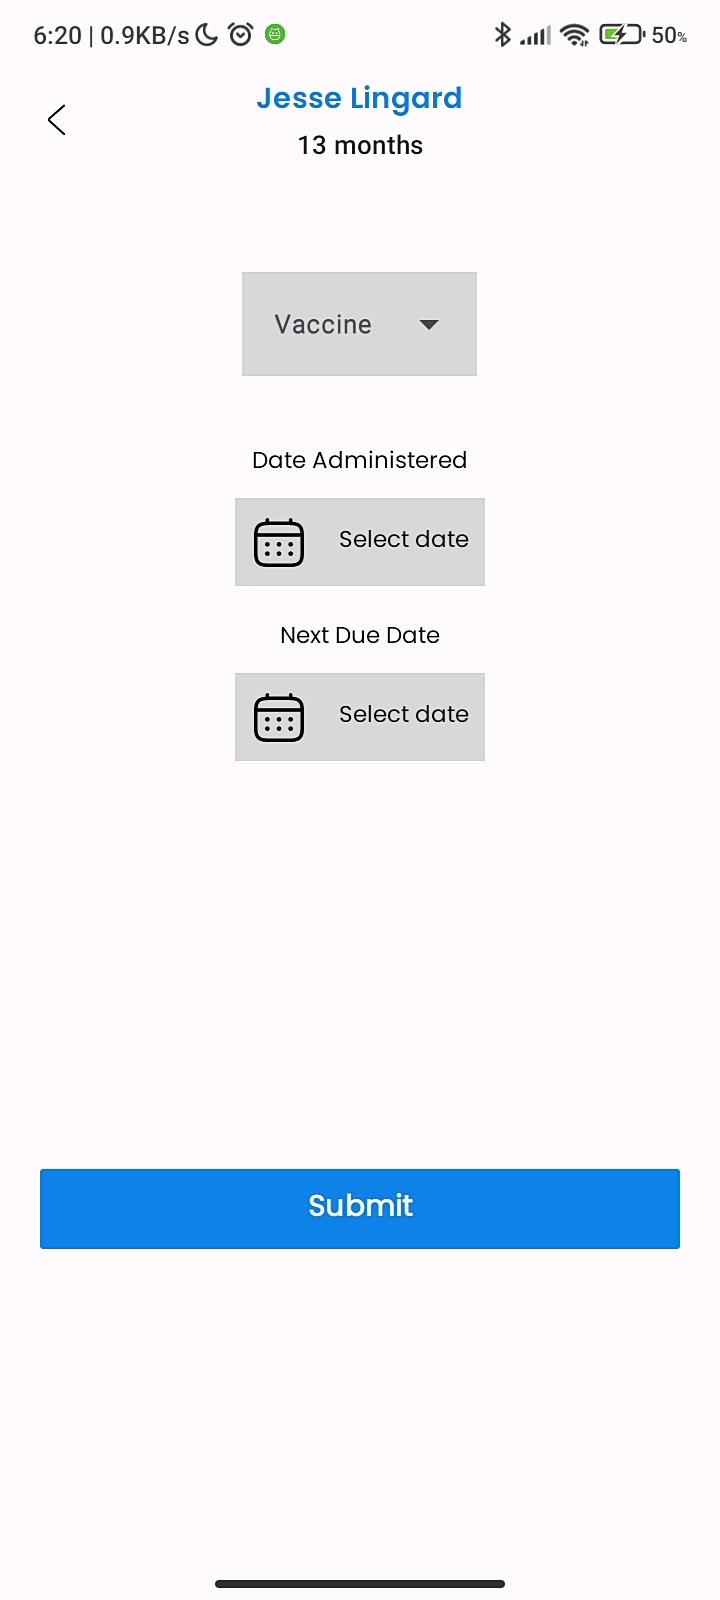 6:20 | 0.9KB/s 50%
Jesse Lingard
13 months
Vaccine
Date Administered
Select date
Next Due Date
Select date
Submit